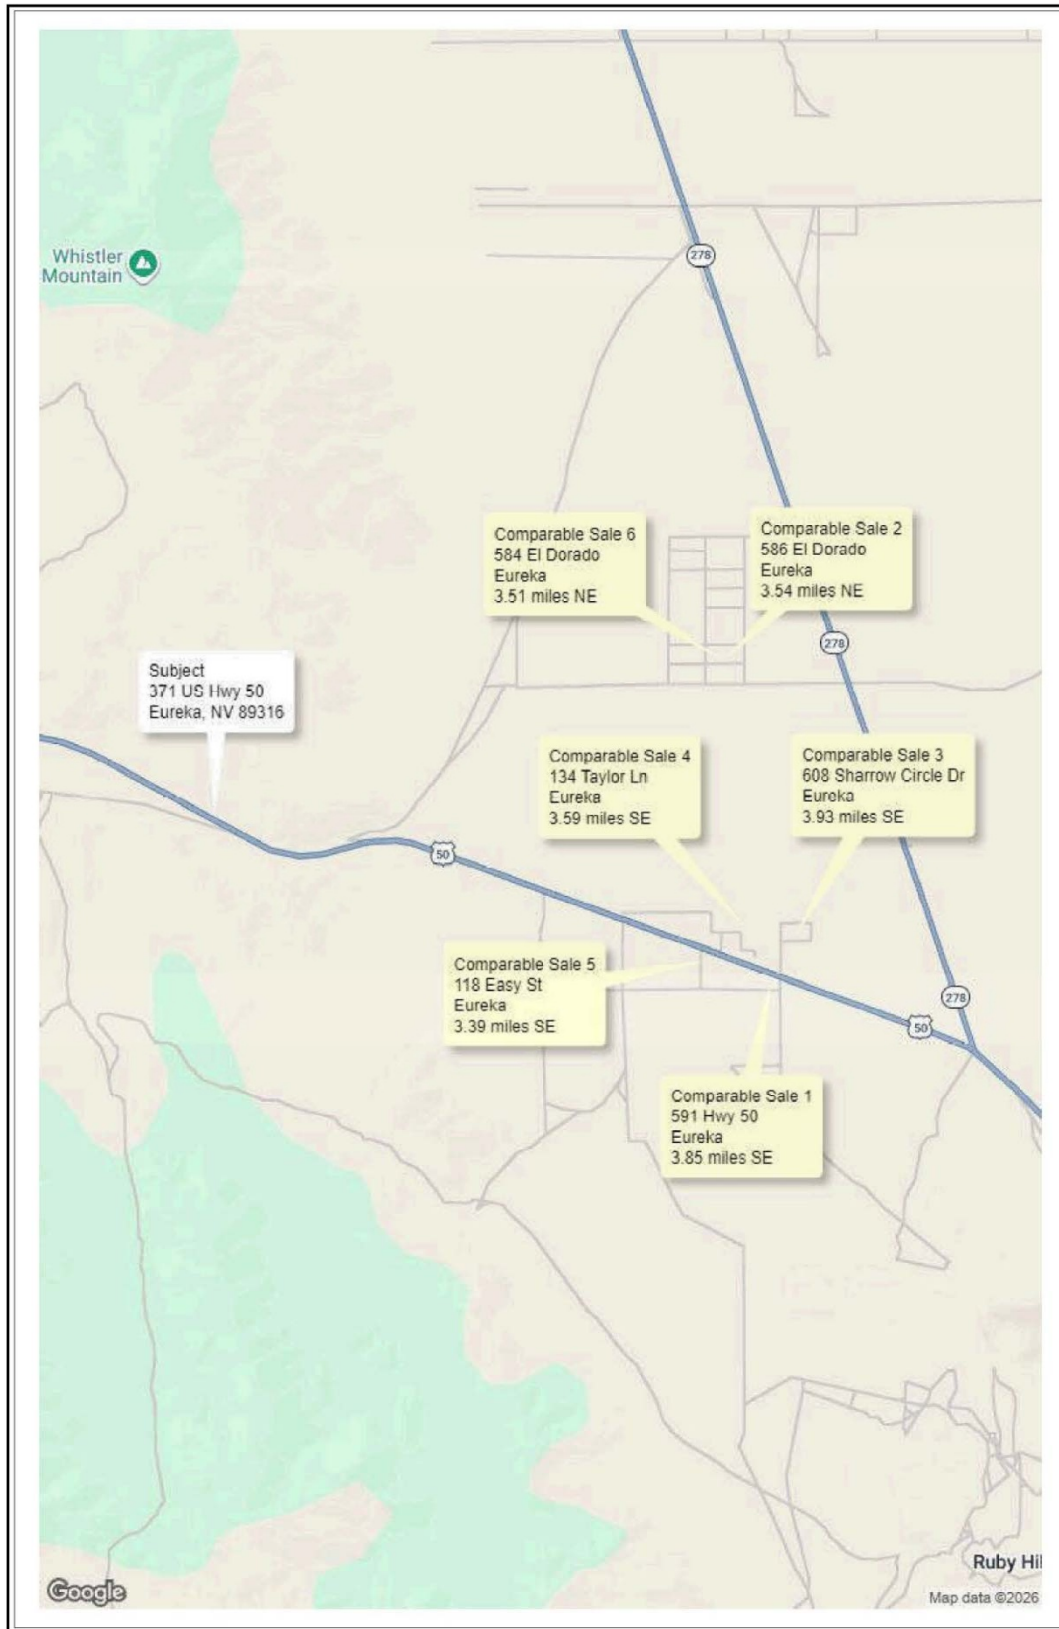 Whistler
Mountain
278
Comparable Sale 6
584 El Dorado
Eureka
3.51 miles NE
Comparable Sale 2
586 El Dorado
Eureka
3.54 miles NE
278
Subject
371 US Hwy 50
Eureka, NV 89316
Comparable Sale 4
134 Taylor Ln
Eureka
3.59 miles SE
Comparable Sale 3
608 Sharrow Circle Dr
Eureka
3.93 miles SE
50
Comparable Sale 5
118 Easy St
Eureka
3.39 miles SE
278
50
Comparable Sale 1
591 Hwy 50
Eureka
3.85 miles SE
Ruby Hil
Google
Map data ©2026